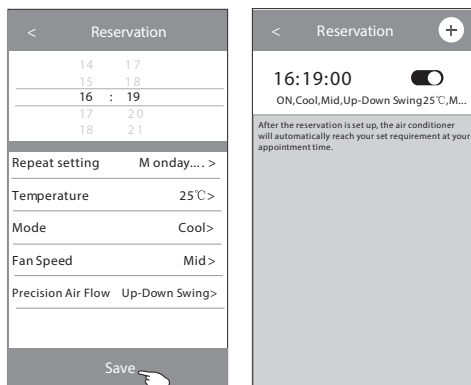 < Reservation
14 17
15 18
16 : 19
17 20
18 21
Repeat setting Monday.... >
Temperature 25℃>
Mode Cool>
Fan Speed Mid>
Precision Air Flow Up-Down Swing>
Save
< Reservation +
16:19:00
ON,Cool,Mid,Up-Down Swing25℃,M...
After the reservation is set up, the air conditioner
will automatically reach your set requirement at your
appointment time.